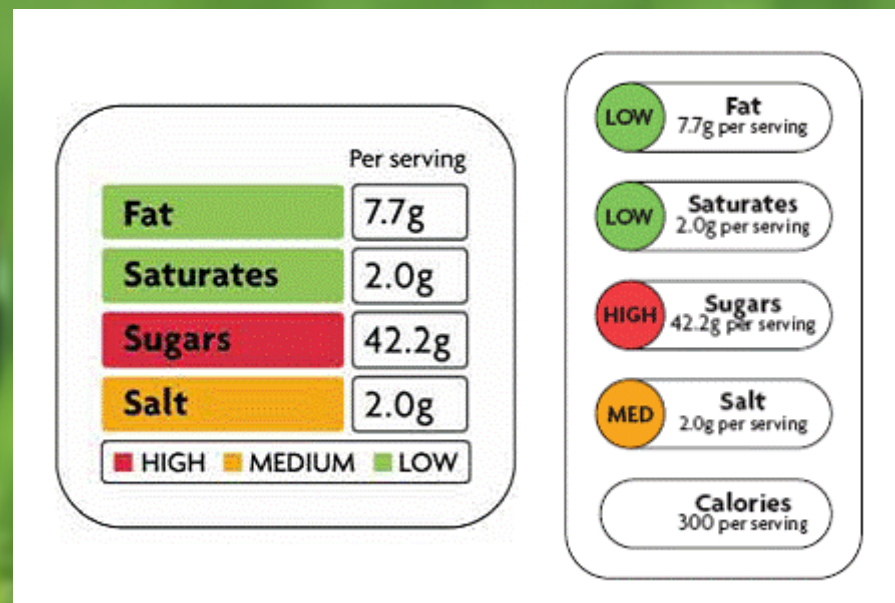 Per serving
Fat 7.7g
Saturates 2.0g
Sugars 42.2g
Salt 2.0g
HIGH MEDIUM LOW
LOW Fat
7.7g per serving
LOW Saturates
2.0g per serving
HIGH Sugars
42.2g per serving
MED Salt
2.0g per serving
Calories
300 per serving